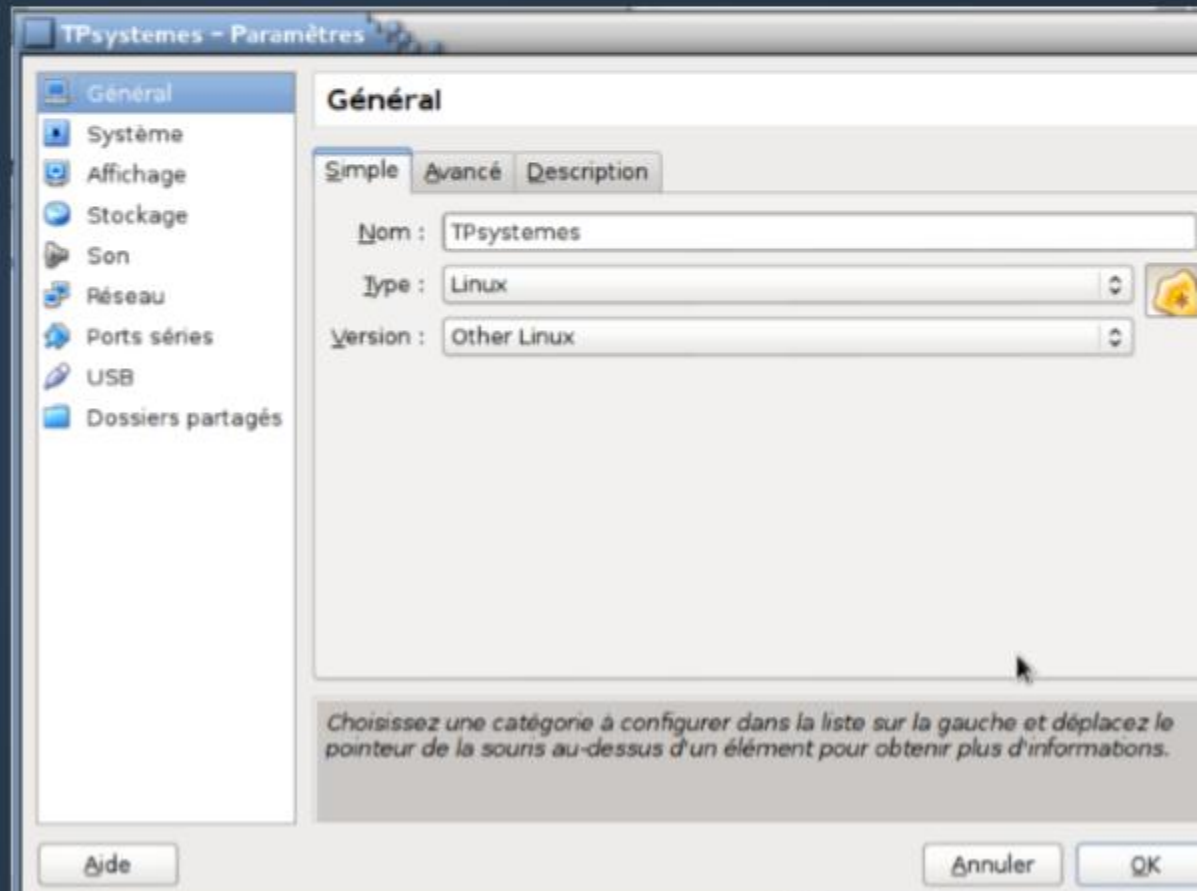 TPsystemes - Paramètres
Général
Système
Affichage
Stockage
Son
Réseau
Ports séries
USB
Dossiers partagés
Général
Simple Avancé Description
Nom : TPsystemes
Type : Linux
Version : Other Linux
Choisissez une catégorie à configurer dans la liste sur la gauche et déplacez le
pointeur de la souris au-dessus d'un élément pour obtenir plus d'informations.
Aide Annuler OK